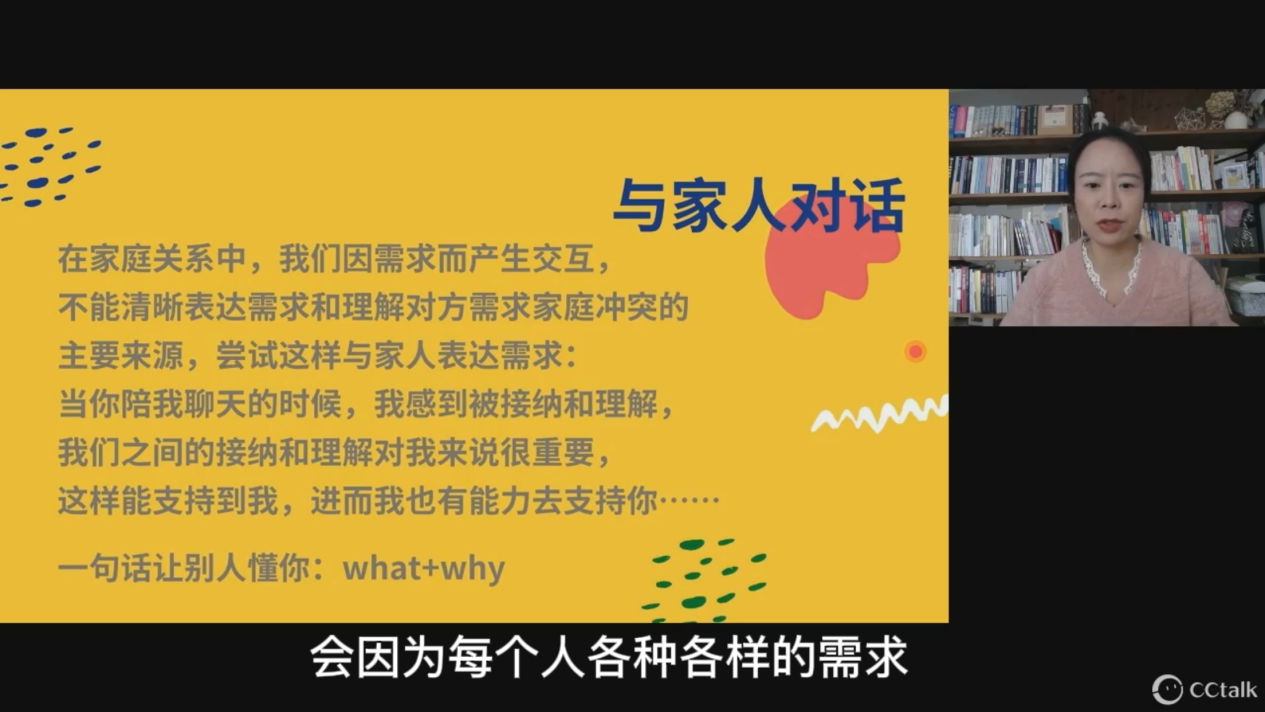 与家人对话
在家庭关系中，我们因需求而产生交互，
不能清晰表达需求和理解对方需求家庭冲突的
主要来源，尝试这样与家人表达需求：
当你陪我聊天的时候，我感到被接纳和理解，
我们之间的接纳和理解对我来说很重要，
这样能支持到我，进而我也有能力去支持你……
一句话让别人懂你：what+why
会因为每个人各种各样的需求
CCtalk